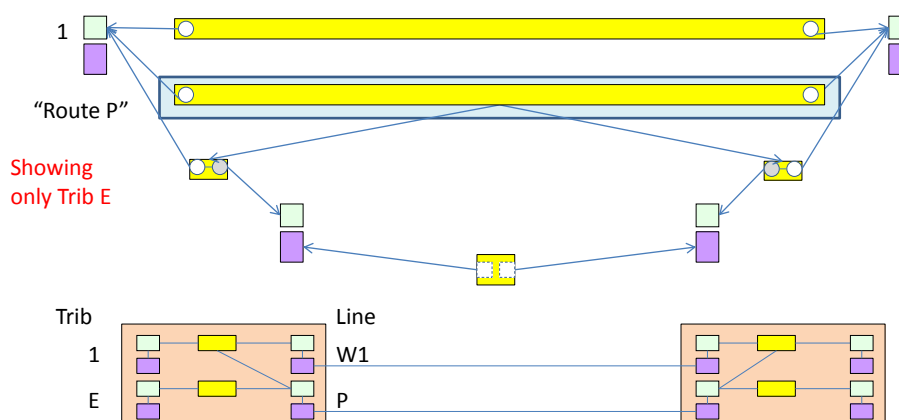 1
“Route P”
Showing
only Trib E
Trib
Line
1
W1
E
P